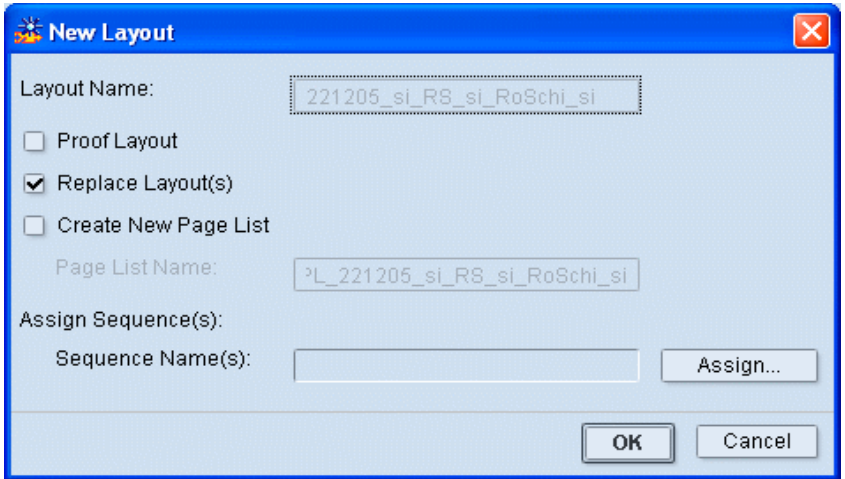 New Layout
Layout Name: 221205_si_RS_si_RoSchi_si
Proof Layout
Replace Layout(s)
Create New Page List
Page List Name: PL_221205_si_RS_si_RoSchi_si
Assign Sequence(s):
Sequence Name(s): Assign...
OK Cancel